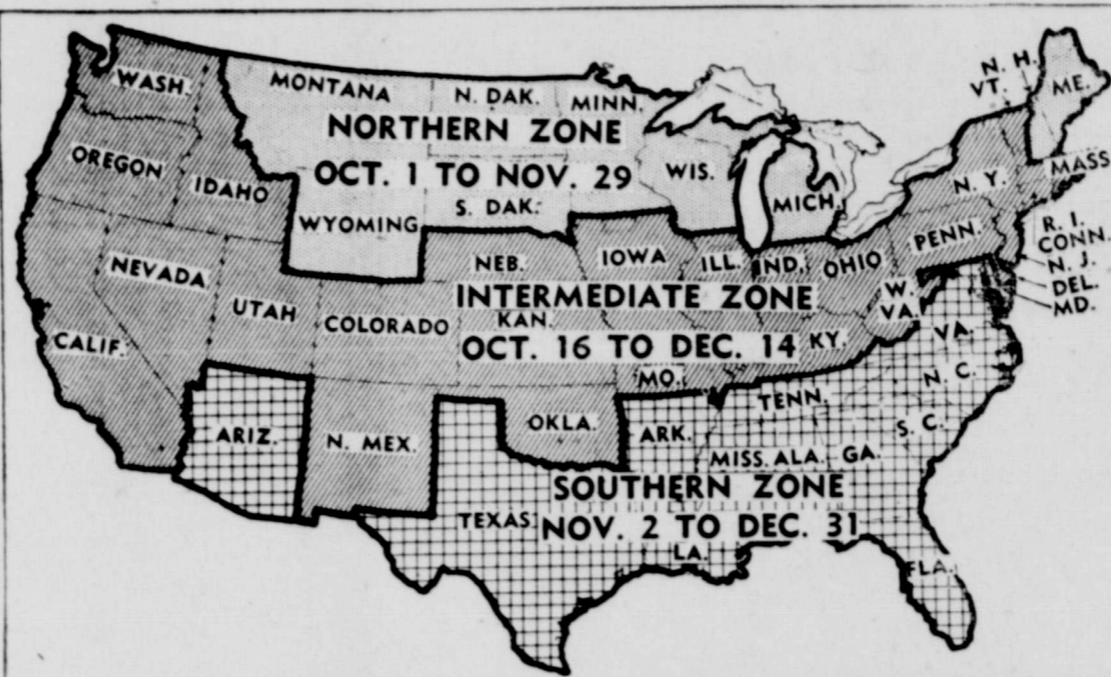 WASH.
MONTANA
N. DAK.
MINN.
N. H.
VT.
ME.
NORTHERN ZONE
OCT. 1 TO NOV. 29
OREGON
IDAHO
WYOMING
S. DAK.
WIS.
MICH.
N. Y.
MASS.
PENN.
R. I.
CONN.
N. J.
DEL.
MD.
NEVADA
UTAH
COLORADO
CALIF.
NEB.
IOWA
ILL.
IND.
OHIO
W.
VA.
INTERMEDIATE ZONE
KAN.
OCT. 16 TO DEC. 14
KY.
VA.
MO.
N. C.
TENN.
S. C.
ARIZ.
N. MEX.
OKLA.
ARK.
MISS. ALA. GA.
SOUTHERN ZONE
TEXAS
NOV. 2 TO DEC. 31
LA.
FLA.